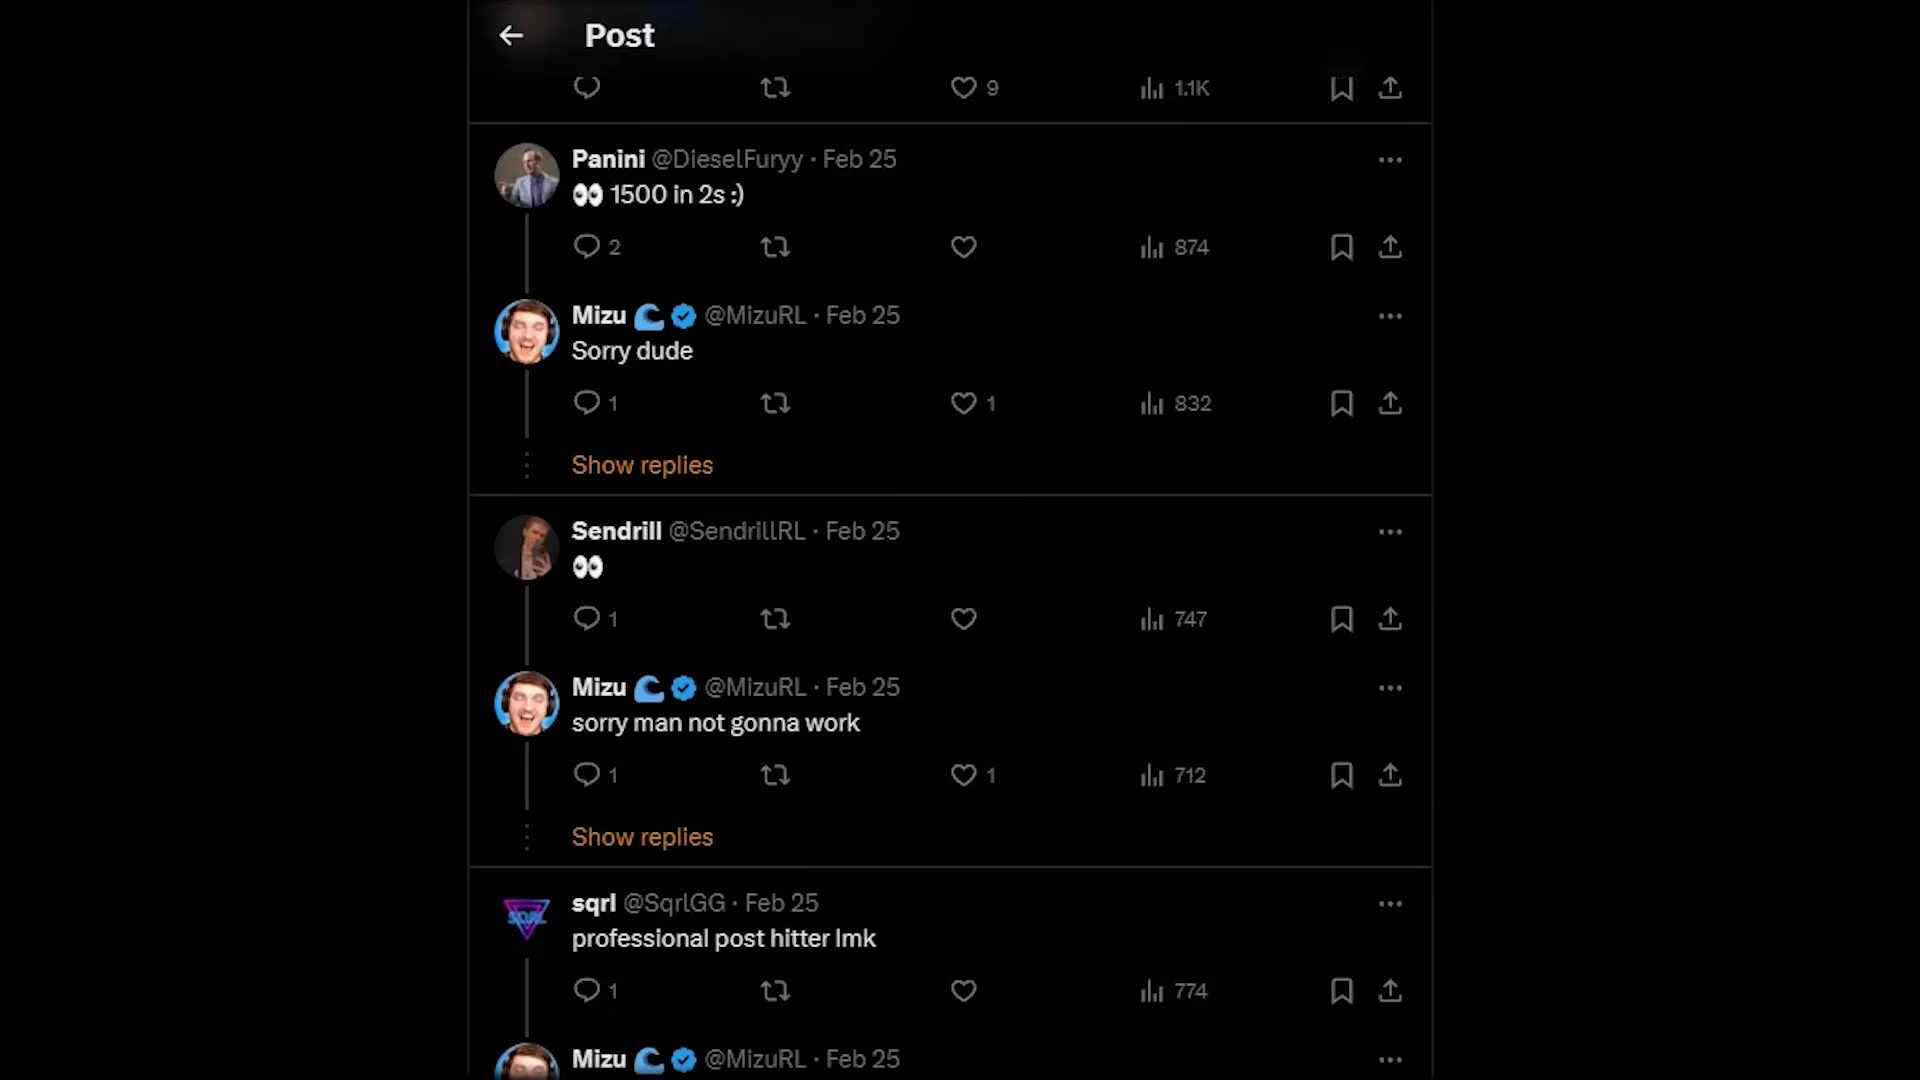 Post
9 1.1K
Panini @DieselFuryy · Feb 25
👀 1500 in 2s :)
2 874
Mizu 🌊 @MizuRL · Feb 25
Sorry dude
1 1 832
Show replies
Sendrill @SendrillRL · Feb 25
👀
1 747
Mizu 🌊 @MizuRL · Feb 25
sorry man not gonna work
1 1 712
Show replies
SQRL
sqrl @SqrlGG · Feb 25
professional post hitter lmk
1 774
Mizu 🌊 @MizuRL · Feb 25